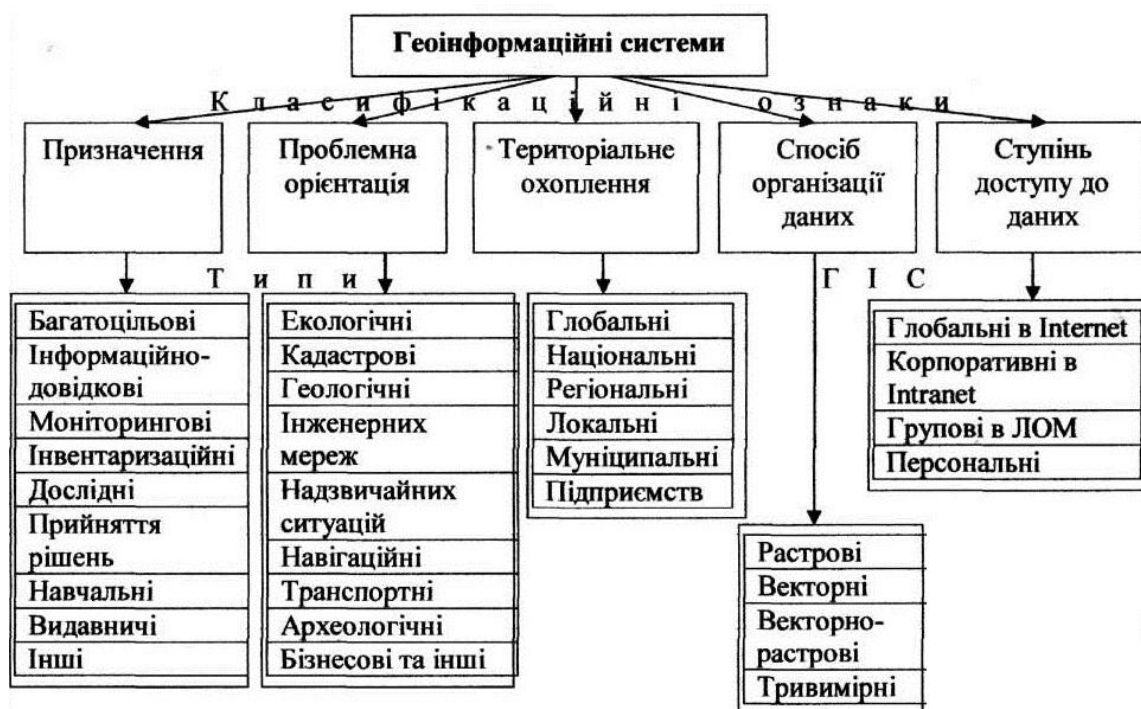 Геоінформаційні системи
Класифікаційні ознаки
Призначення
Проблемна
орієнтація
Територіальне
охоплення
Спосіб
організації
даних
Ступінь
доступу до
даних
Типи ГІС
Багатоцільові
Інформаційно-
довідкові
Моніторингові
Інвентаризаційні
Дослідні
Прийняття
рішень
Навчальні
Видавничі
Інші
Екологічні
Кадастрові
Геологічні
Інженерних
мереж
Надзвичайних
ситуацій
Навігаційні
Транспортні
Археологічні
Бізнесові та інші
Глобальні
Національні
Регіональні
Локальні
Муніципальні
Підприємств
Растрові
Векторні
Векторно-
растрові
Тривимірні
Глобальні в Internet
Корпоративні в
Intranet
Групові в ЛОМ
Персональні